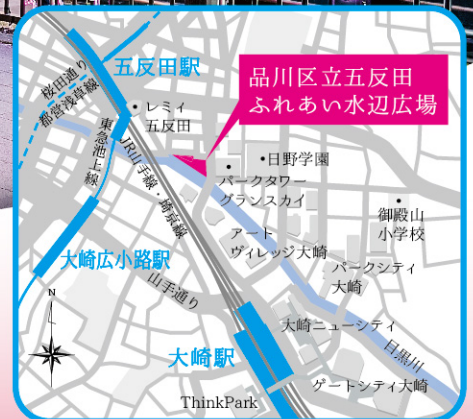 五反田駅
桜田通り
都営浅草線
レミィ
五反田
東急池上線
JR山手線・埼京線
品川区立五反田
ふれあい水辺広場
日野学園
パークタワー
グランスカイ
御殿山
小学校
アート
ヴィレッジ大崎
大崎広小路駅
山手通り
パークシティ
大崎
大崎ニューシティ
目黒川
大崎駅
ゲートシティ大崎
ThinkPark
N